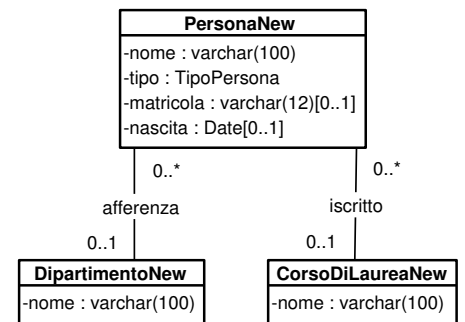 PersonaNew
-nome : varchar(100)
-tipo : TipoPersona
-matricola : varchar(12)[0..1]
-nascita : Date[0..1]
0..*
0..*
afferenza
iscritto
0..1
0..1
DipartimentoNew
CorsoDiLaureaNew
-nome : varchar(100)
-nome : varchar(100)